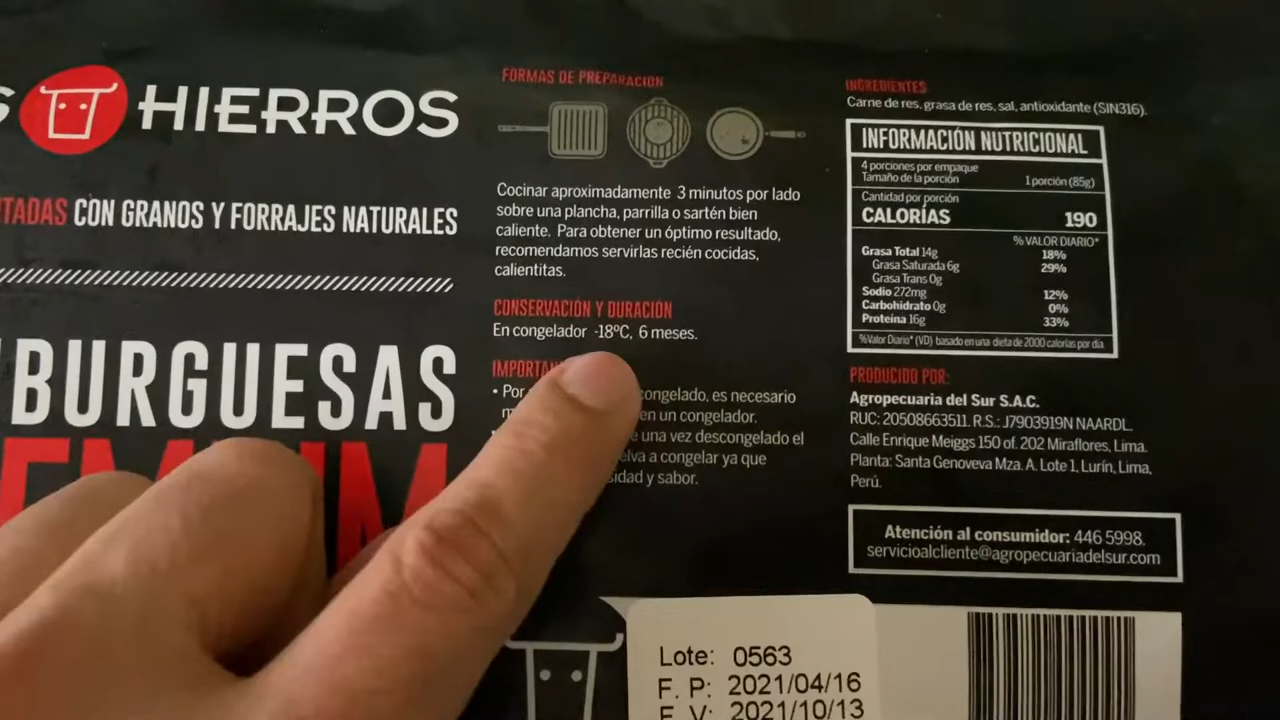 HIERROS
CON GRANOS Y FORRAJES NATURALES
BURGUESAS
FORMAS DE PREPARACIÓN
Cocinar aproximadamente 3 minutos por lado
sobre una plancha, parrilla o sartén bien
caliente. Para obtener un óptimo resultado,
recomendamos servirlas recién cocidas,
calientitas.
CONSERVACIÓN Y DURACIÓN
En congelador -18°C, 6 meses.
• Por
congelado, es necesario
en un congelador.
una vez descongelado el
a congelar ya que
y sabor.
INGREDIENTES
Carne de res, grasa de res, sal, antioxidante (SIN316).
INFORMACIÓN NUTRICIONAL
4 porciones por empaque
Tamaño de la porción 1 porción (85g)
Cantidad por porción
CALORÍAS 190
% VALOR DIARIO*
Grasa Total 14g 18%
Grasa Saturada 6g 29%
Grasa Trans 0g
Sodio 272mg 12%
Carbohidrato 0g 0%
Proteína 16g 33%
%Valor Diario* (VD) basado en una dieta de 2000 calorías por día
PRODUCIDO POR:
Agropecuaria del Sur S.A.C.
RUC: 20508663511. R.S.: J7903919N NAARDL.
Calle Enrique Meiggs 150 of. 202 Miraflores, Lima.
Planta: Santa Genoveva Mza. A. Lote 1, Lurín, Lima,
Perú.
Atención al consumidor: 446 5998.
servicioalcliente@agropecuariadelsur.com
Lote: 0563
F. P: 2021/04/16
F. V: 2021/10/13